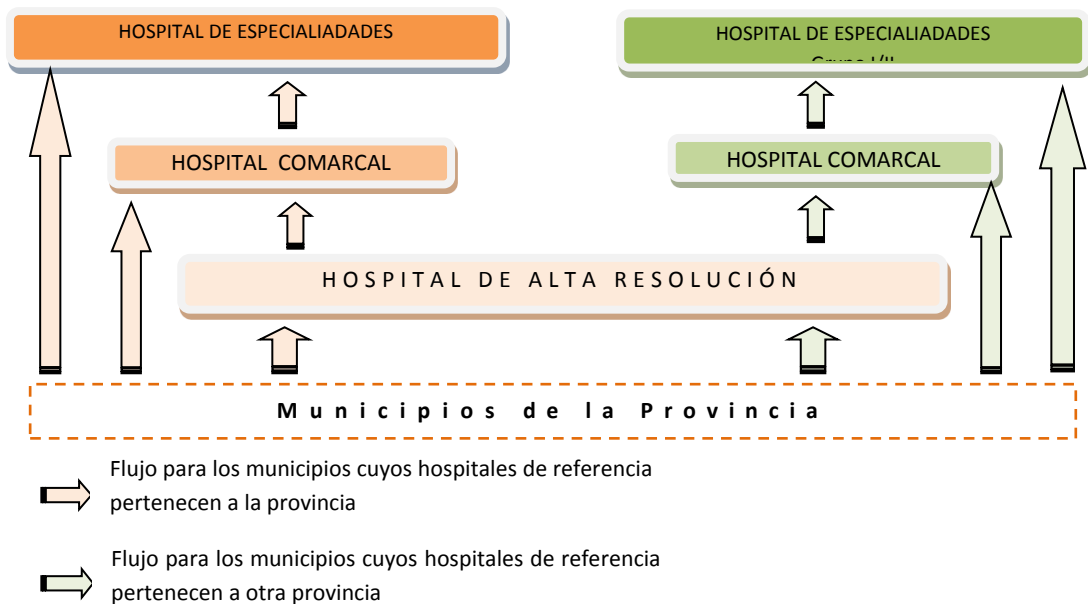 HOSPITAL DE ESPECIALIADADES
HOSPITAL DE ESPECIALIADADES
HOSPITAL COMARCAL
HOSPITAL COMARCAL
HOSPITAL DE ALTA RESOLUCIÓN
Municipios de la Provincia
Flujo para los municipios cuyos hospitales de referencia
pertenecen a la provincia
Flujo para los municipios cuyos hospitales de referencia
pertenecen a otra provincia